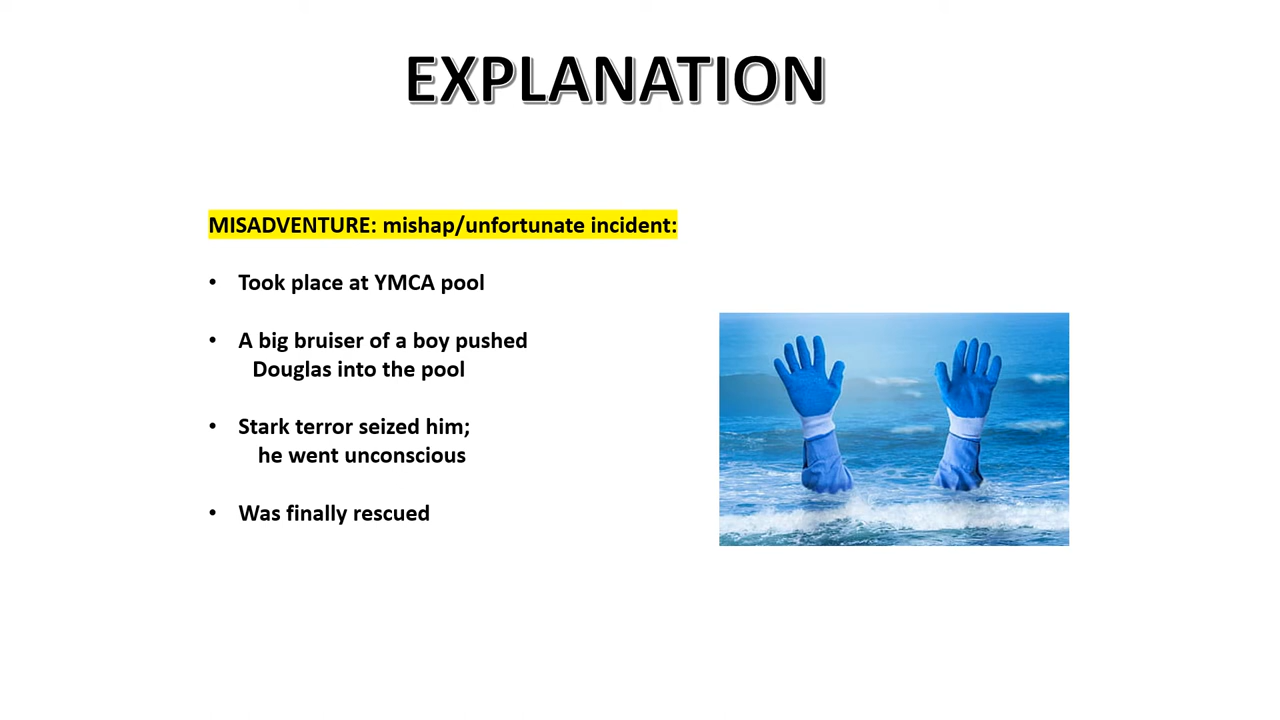 EXPLANATION
MISADVENTURE: mishap/unfortunate incident:
• Took place at YMCA pool
• A big bruiser of a boy pushed
Douglas into the pool
• Stark terror seized him;
he went unconscious
• Was finally rescued